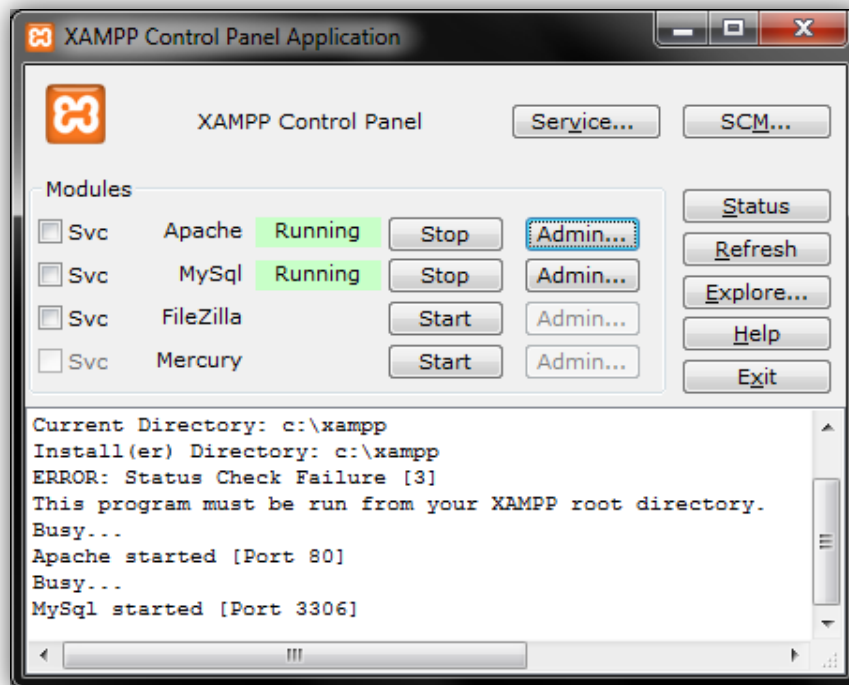 XAMPP Control Panel Application
XAMPP Control Panel
Service...
SCM...
Modules
Svc Apache Running Stop Admin...
Svc MySql Running Stop Admin...
Svc FileZilla Start Admin...
Svc Mercury Start Admin...
Status
Refresh
Explore...
Help
Exit
Current Directory: c:\xampp
Install(er) Directory: c:\xampp
ERROR: Status Check Failure [3]
This program must be run from your XAMPP root directory.
Busy...
Apache started [Port 80]
Busy...
MySql started [Port 3306]